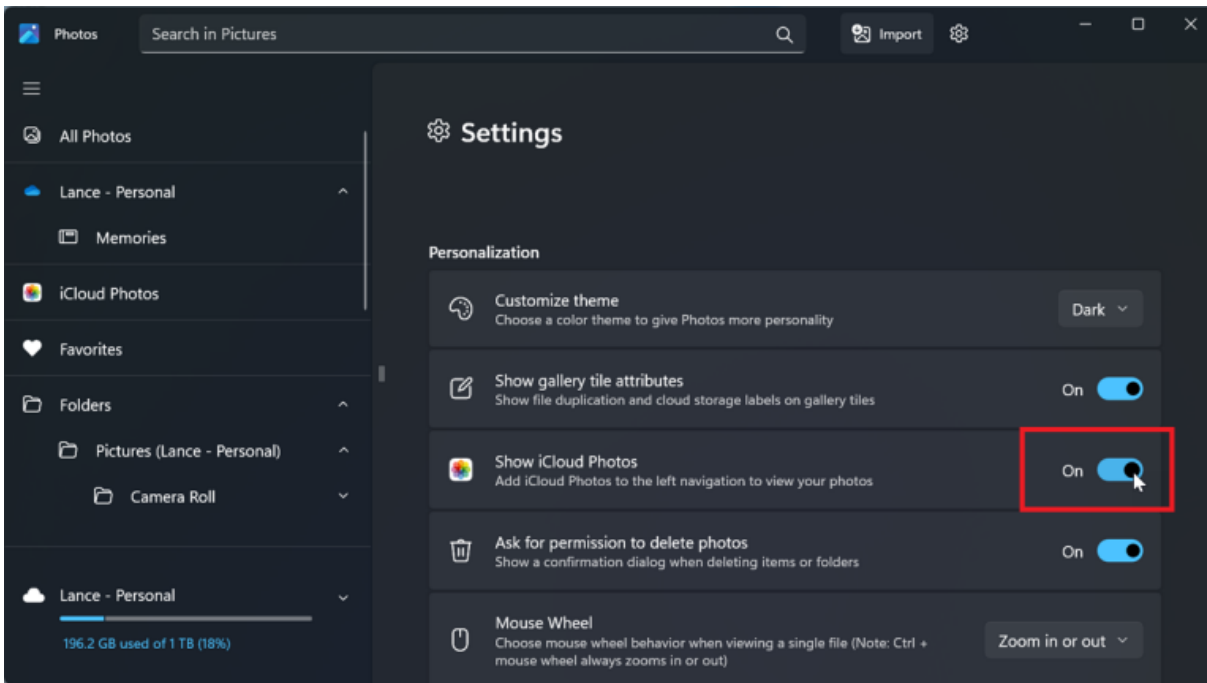 Photos
Search in Pictures
Import
All Photos
Lance - Personal
Memories
iCloud Photos
Favorites
Folders
Pictures (Lance - Personal)
Camera Roll
Lance - Personal
196.2 GB used of 1 TB (18%)
Settings
Personalization
Customize theme
Choose a color theme to give Photos more personality
Dark
Show gallery tile attributes
Show file duplication and cloud storage labels on gallery tiles
On
Show iCloud Photos
Add iCloud Photos to the left navigation to view your photos
On
Ask for permission to delete photos
Show a confirmation dialog when deleting items or folders
On
Mouse Wheel
Choose mouse wheel behavior when viewing a single file (Note: Ctrl +
mouse wheel always zooms in or out)
Zoom in or out